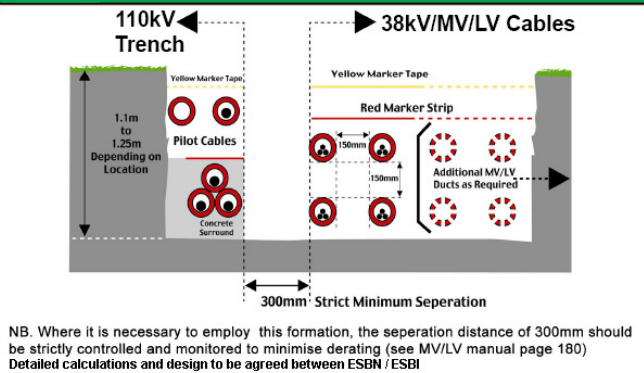 110kV
Trench
38kV/MV/LV Cables
Yellow Marker Tape
Yellow Marker Tape
Red Marker Strip
1.1m
to
1.25m
Depending on
Location
Pilot Cables
150mm
150mm
Additional MV/LV
Ducts as Required
Concrete
Surround
300mm Strict Minimum Seperation
NB. Where it is necessary to employ this formation, the seperation distance of 300mm should
be strictly controlled and monitored to minimise derating (see MV/LV manual page 180)
Detailed calculations and design to be agreed between ESBN / ESBI